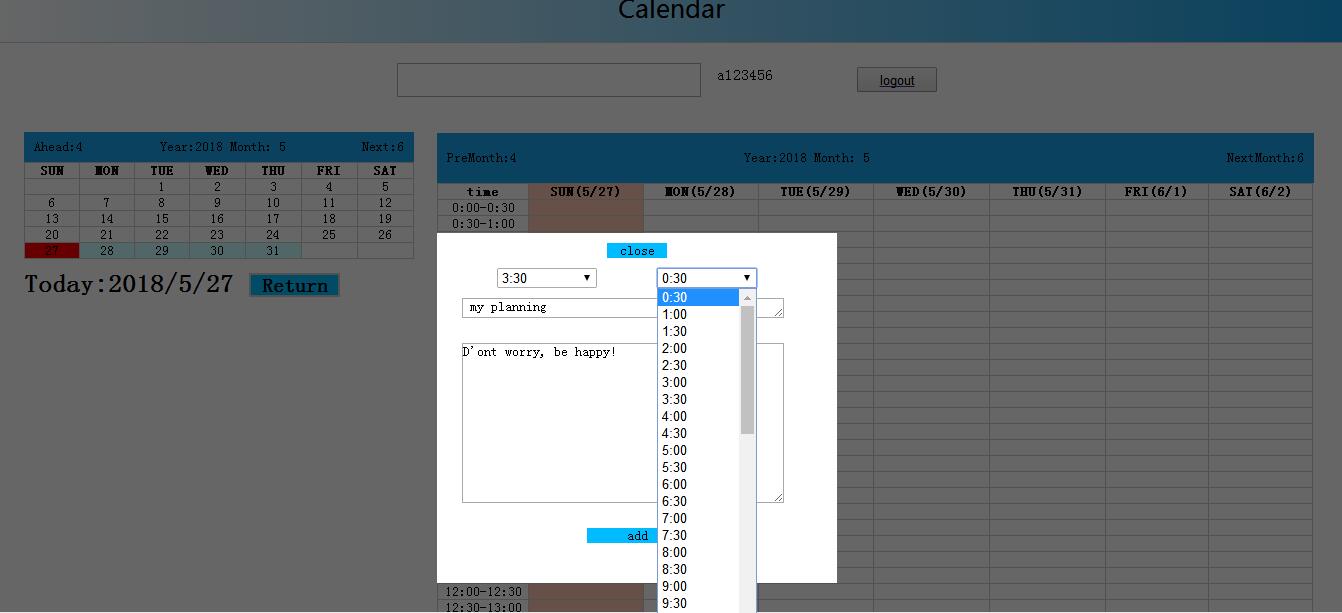 Calendar
a123456 logout
Ahead:4 Year:2018 Month: 5 Next:6
SUN MON TUE WED THU FRI SAT
1 2 3 4 5
6 7 8 9 10 11 12
13 14 15 16 17 18 19
20 21 22 23 24 25 26
27 28 29 30 31
Today:2018/5/27 Return
PreMonth:4 Year:2018 Month: 5 NextMonth:6
time SUN(5/27) MON(5/28) TUE(5/29) WED(5/30) THU(5/31) FRI(6/1) SAT(6/2)
0:00-0:30
0:30-1:00
close
3:30 0:30
my planning
D'ont worry, be happy!
add
0:30
1:00
1:30
2:00
2:30
3:00
3:30
4:00
4:30
5:00
5:30
6:00
6:30
7:00
7:30
8:00
8:30
9:00
9:30
12:00-12:30
12:30-13:00